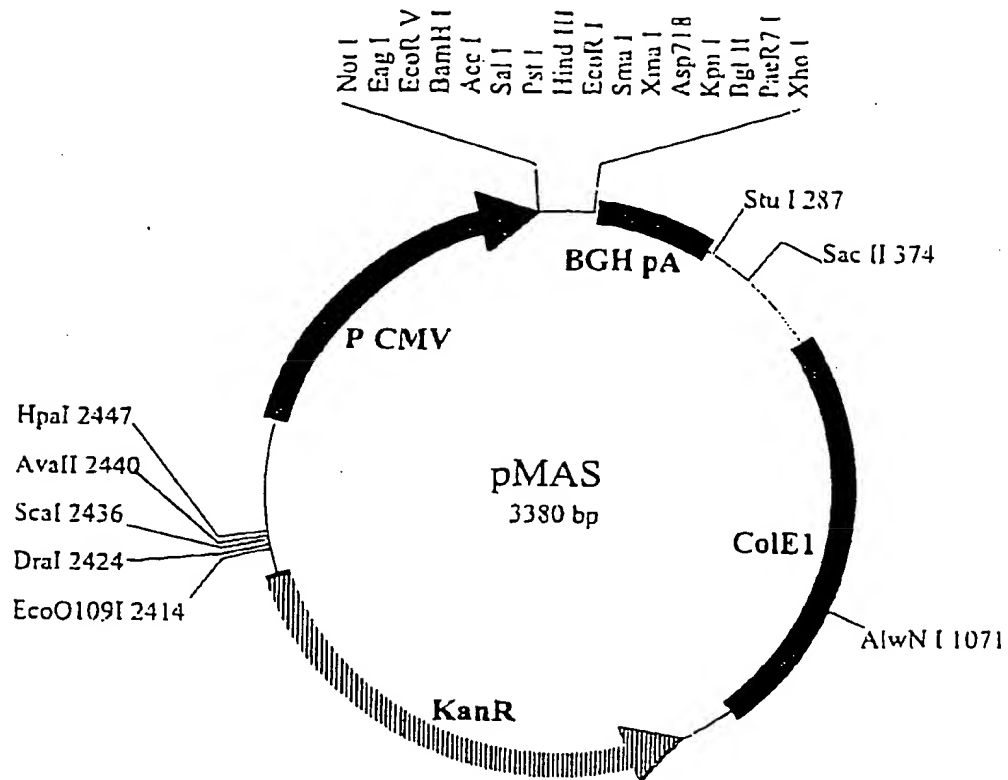 Not I
Eag I
EcoR V
BamH I
Acc I
Sal I
Pst I
Hind III
EcoR I
Sma I
Xma I
Asp718
Kpn I
Bgl II
PaeR7 I
Xho I
Stu I 287
BGH pA
Sac II 374
P CMV
HpaI 2447
AvaII 2440
ScaI 2436
DraI 2424
EcoO109I 2414
pMAS
3380 bp
ColE1
AlwN I 1071
KanR